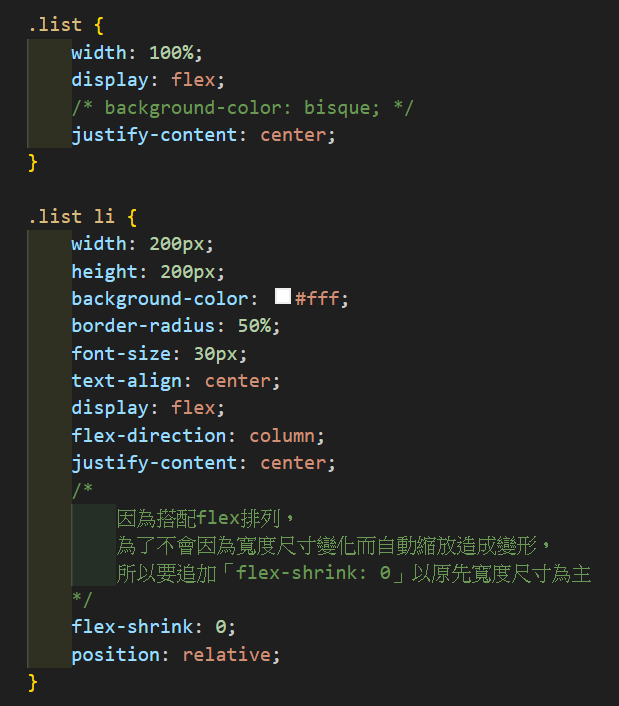 .list {
width: 100%;
display: flex;
/* background-color: bisque; */
justify-content: center;
}
.list li {
width: 200px;
height: 200px;
background-color: #fff;
border-radius: 50%;
font-size: 30px;
text-align: center;
display: flex;
flex-direction: column;
justify-content: center;
/*
因為搭配flex排列，
為了不會因為寬度尺寸變化而自動縮放造成變形，
所以要追加「flex-shrink: 0」以原先寬度尺寸為主
*/
flex-shrink: 0;
position: relative;
}